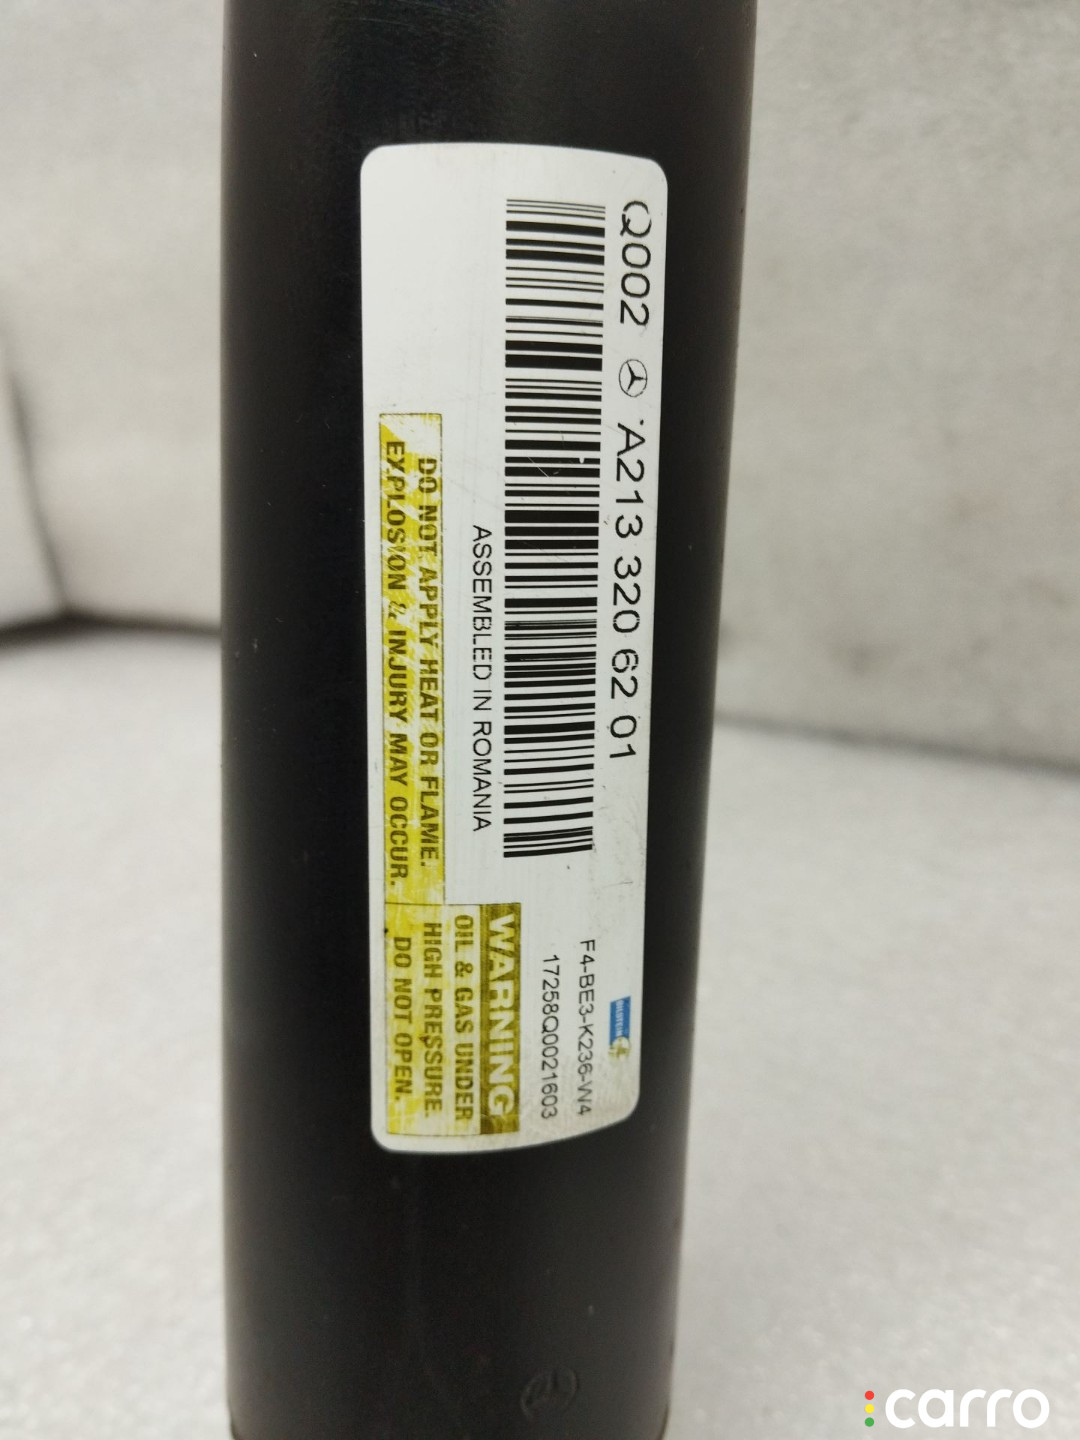 Q002 A213 320 62 01
BILSTEIN
F4-BE3-K236-W4
17258Q0021603
ASSEMBLED IN ROMANIA
WARNING
OIL & GAS UNDER
HIGH PRESSURE.
DO NOT OPEN.
DO NOT APPLY HEAT OR FLAME.
EXPLOSION & INJURY MAY OCCUR.
carro